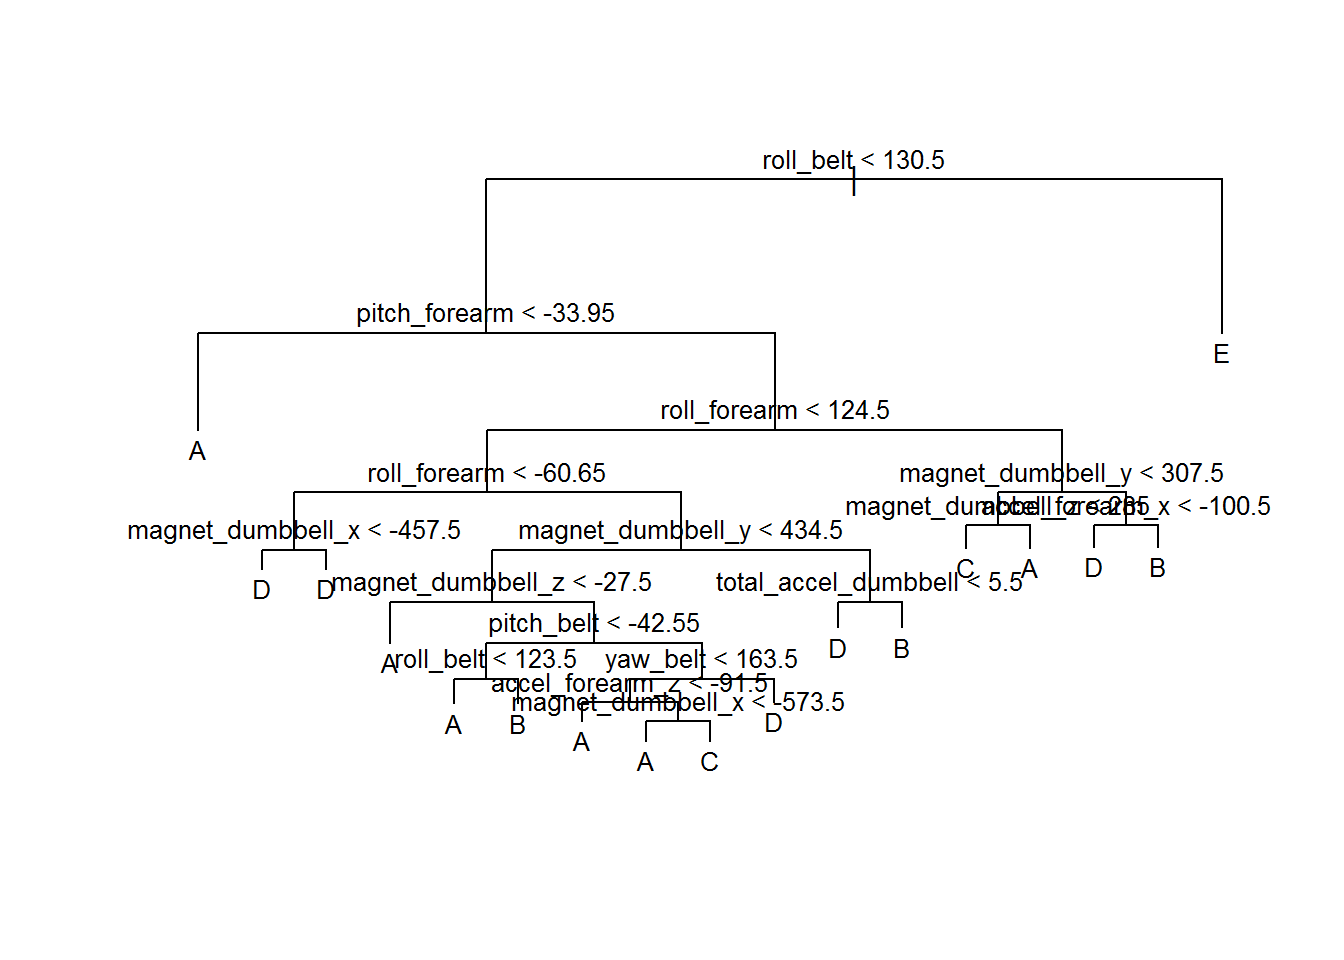 roll_belt < 130.5
pitch_forearm < -33.95
E
roll_forearm < 124.5
A
roll_forearm < -60.65
magnet_dumbbell_y < 307.5
magnet_dumbbell_z < 285
accel_forearm_x < -100.5
magnet_dumbbell_x < -457.5
magnet_dumbbell_y < 434.5
C
A
D
B
D
D
magnet_dumbbell_z < -27.5
total_accel_dumbbell < 5.5
pitch_belt < -42.55
D
B
A
roll_belt < 123.5
yaw_belt < 163.5
accel_forearm_z < -91.5
magnet_dumbbell_x < -573.5
A
B
A
D
A
C